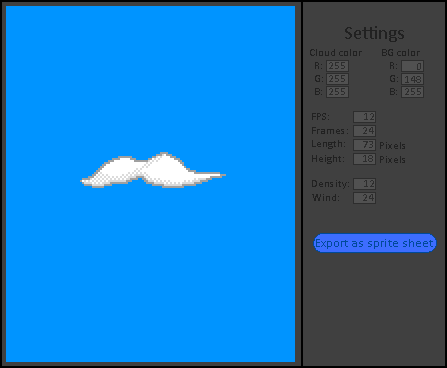 Settings
Cloud color BG color
R: 255 R: 0
G: 255 G: 148
B: 255 B: 255
FPS: 12
Frames: 24
Length: 73 Pixels
Height: 18 Pixels
Density: 12
Wind: 24
Export as sprite sheet